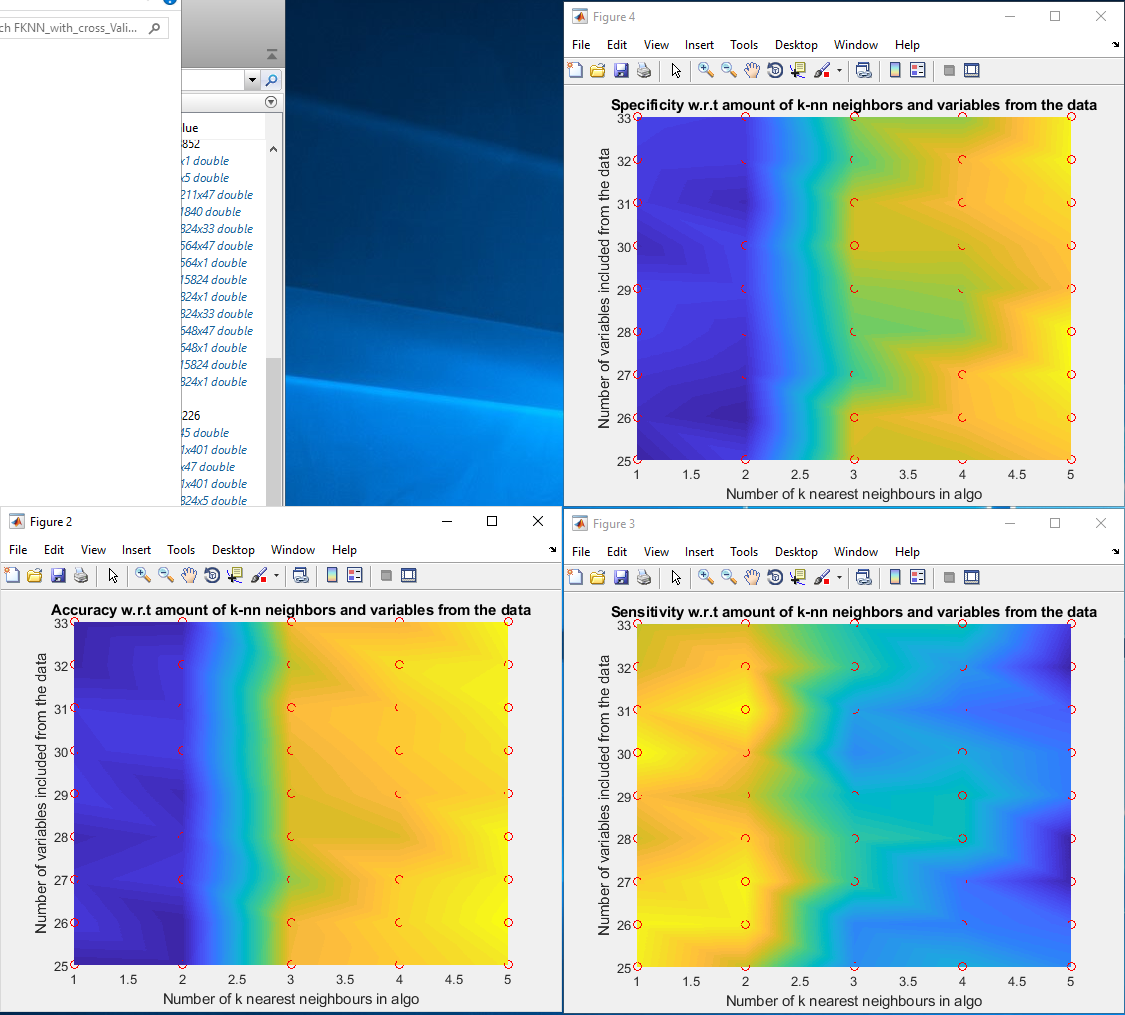 ch FKNN_with_cross_Vali...
lue
852
x1 double
x5 double
211x47 double
1840 double
824x33 double
564x47 double
564x1 double
15824 double
824x1 double
824x33 double
548x47 double
548x1 double
15824 double
824x1 double
226
45 double
1x401 double
x47 double
1x401 double
824x5 double
Figure 4
File Edit View Insert Tools Desktop Window Help
Specificity w.r.t amount of k-nn neighbors and variables from the data
Number of variables included from the data
33
32
31
30
29
28
27
26
25
1 1.5 2 2.5 3 3.5 4 4.5 5
Number of k nearest neighbours in algo
Figure 2
File Edit View Insert Tools Desktop Window Help
Accuracy w.r.t amount of k-nn neighbors and variables from the data
Number of variables included from the data
33
32
31
30
29
28
27
26
25
1 1.5 2 2.5 3 3.5 4 4.5 5
Number of k nearest neighbours in algo
Figure 3
File Edit View Insert Tools Desktop Window Help
Sensitivity w.r.t amount of k-nn neighbors and variables from the data
Number of variables included from the data
33
32
31
30
29
28
27
26
25
1 1.5 2 2.5 3 3.5 4 4.5 5
Number of k nearest neighbours in algo